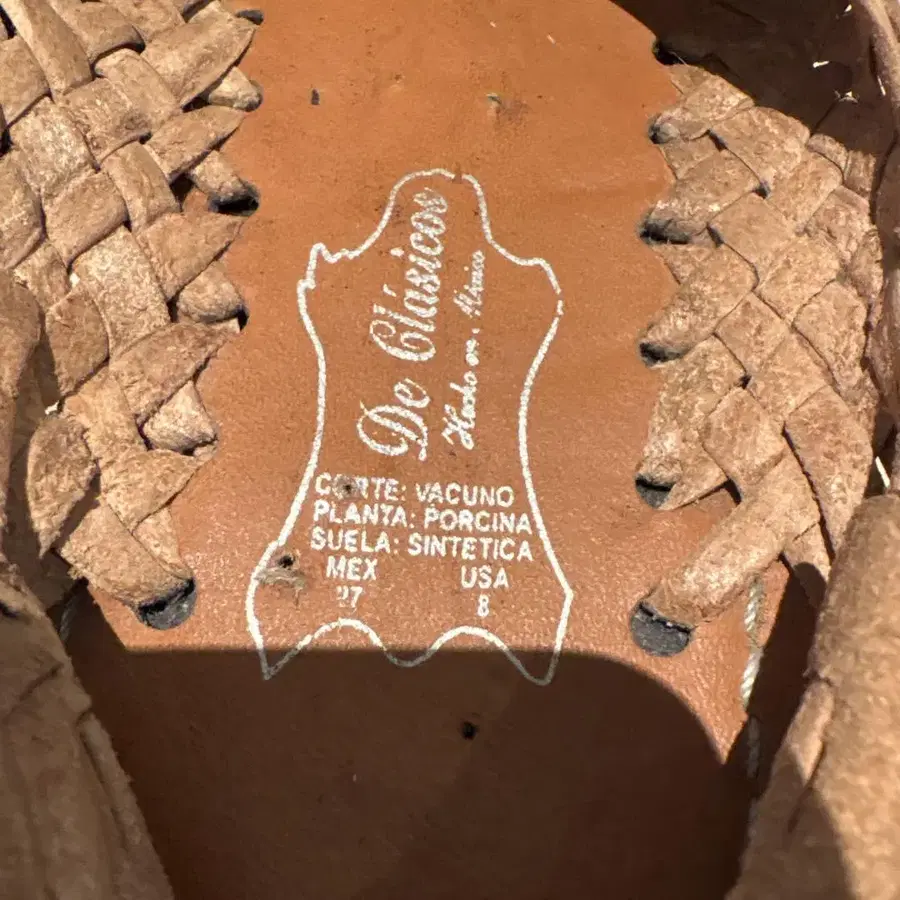 De Clásicos
Hecho en México
CORTE: VACUNO
PLANTA: PORCINA
SUELA: SINTETICA
MEX USA
27 8